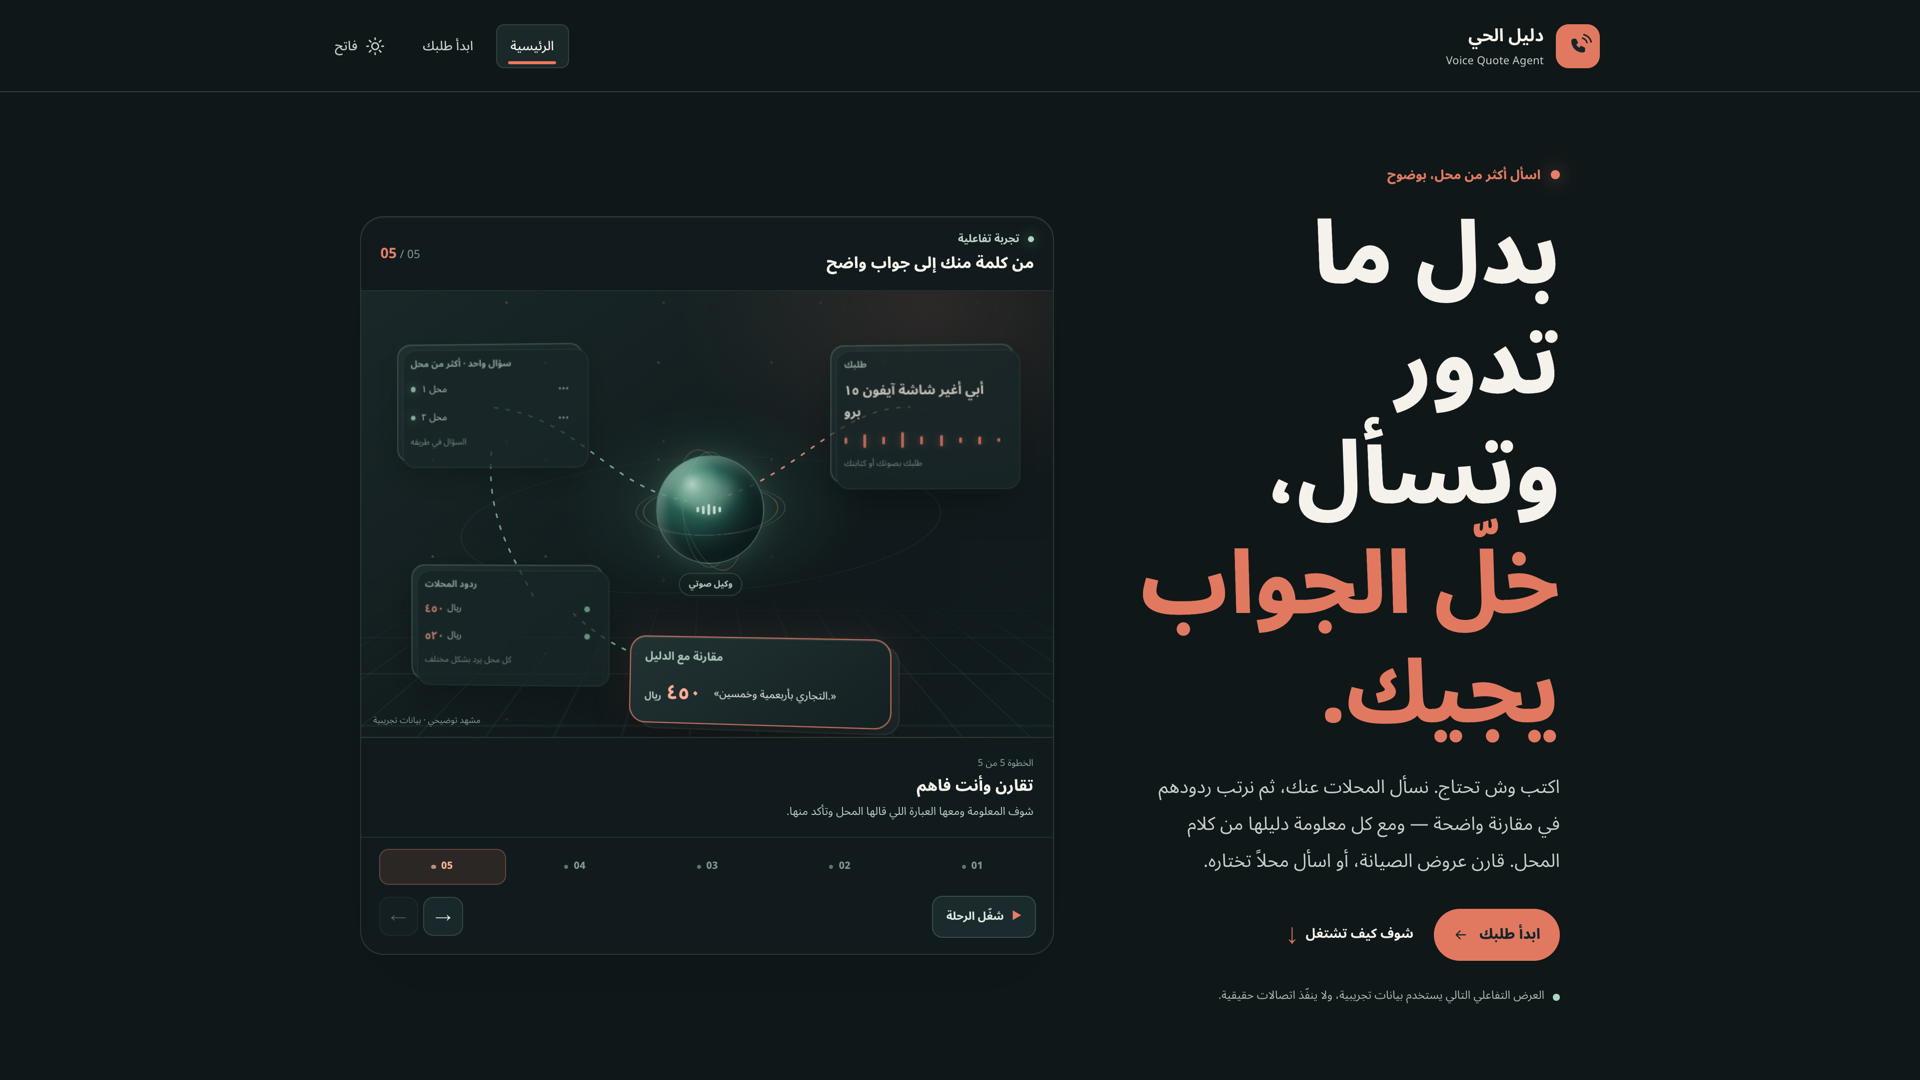 دليل الحي
Voice Quote Agent
الرئيسية
ابدأ طلبك
فاتح
اسأل أكثر من محل، بوضوح
بدل ما
تدور
وتسأل،
خلّ الجواب
يجيك.
اكتب وش تحتاج. نسأل المحلات عنك، ثم نرتب ردودهم
في مقارنة واضحة — ومع كل معلومة دليلها من كلام
المحل. قارن عروض الصيانة، أو اسأل محلاً تختاره.
ابدأ طلبك ←
شوف كيف تشتغل ↓
العرض التفاعلي التالي يستخدم بيانات تجريبية، ولا ينفّذ اتصالات حقيقية.
تجربة تفاعلية
من كلمة منك إلى جواب واضح
05 / 05
طلبك
أبي أغير شاشة آيفون ١٥
برو
طلبك بصوتك أو كتابتك
سؤال واحد · أكثر من محل
محل ١
محل ٢
السؤال في طريقه
وكيل صوتي
ردود المحلات
٤٥٠ ريال
٥٢٠ ريال
كل محل يرد بشكل مختلف
مقارنة مع الدليل
٤٥٠ ريال «التجاري بأربعمية وخمسين.»
مشهد توضيحي · بيانات تجريبية
الخطوة 5 من 5
تقارن وأنت فاهم
شوف المعلومة ومعها العبارة اللي قالها المحل وتأكد منها.
01
02
03
04
05
شغّل الرحلة
→ ←